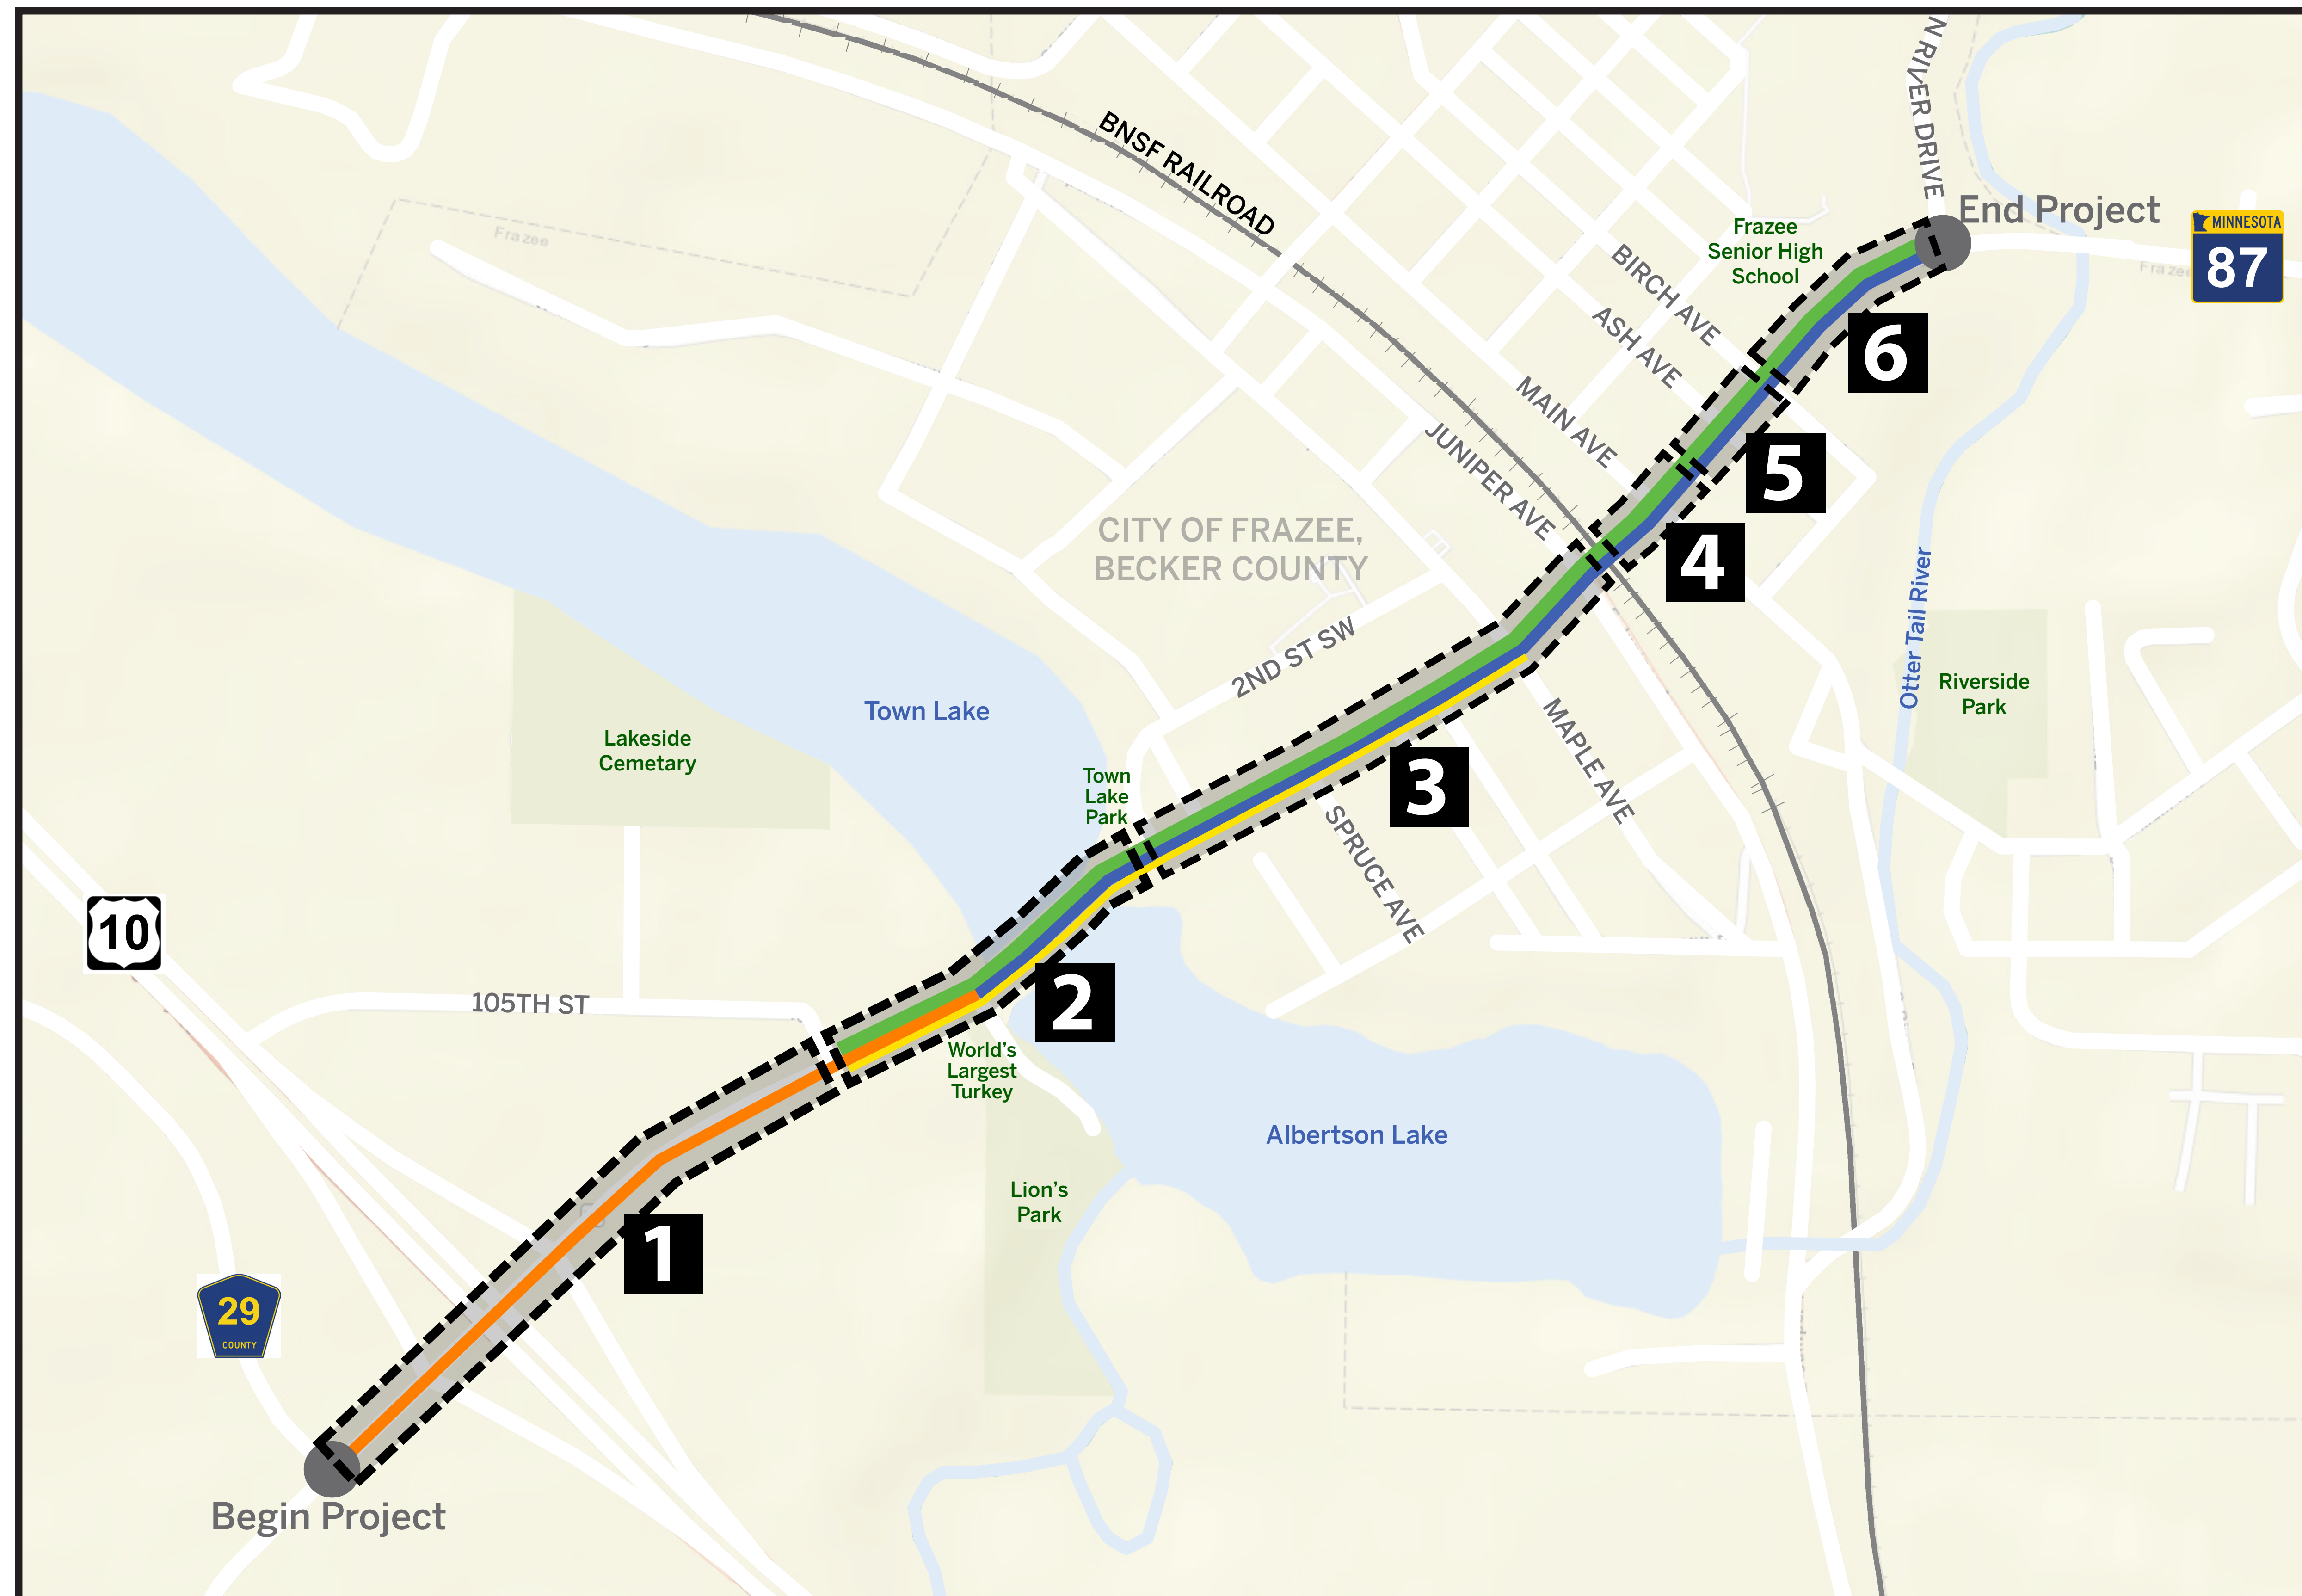 N RIVER DRIVE
BNSF RAILROAD
End Project
MINNESOTA
87
Frazee
Frazee
Frazee
Senior High
School
BIRCH AVE
ASH AVE
MAIN AVE
JUNIPER AVE
6
5
4
CITY OF FRAZEE,
BECKER COUNTY
2ND ST SW
Otter Tail River
Riverside
Park
Town Lake
Lakeside
Cemetary
Town
Lake
Park
3
MAPLE AVE
SPRUCE AVE
10
105TH ST
2
World's
Largest
Turkey
Albertson Lake
Lion's
Park
1
29
COUNTY
Begin Project